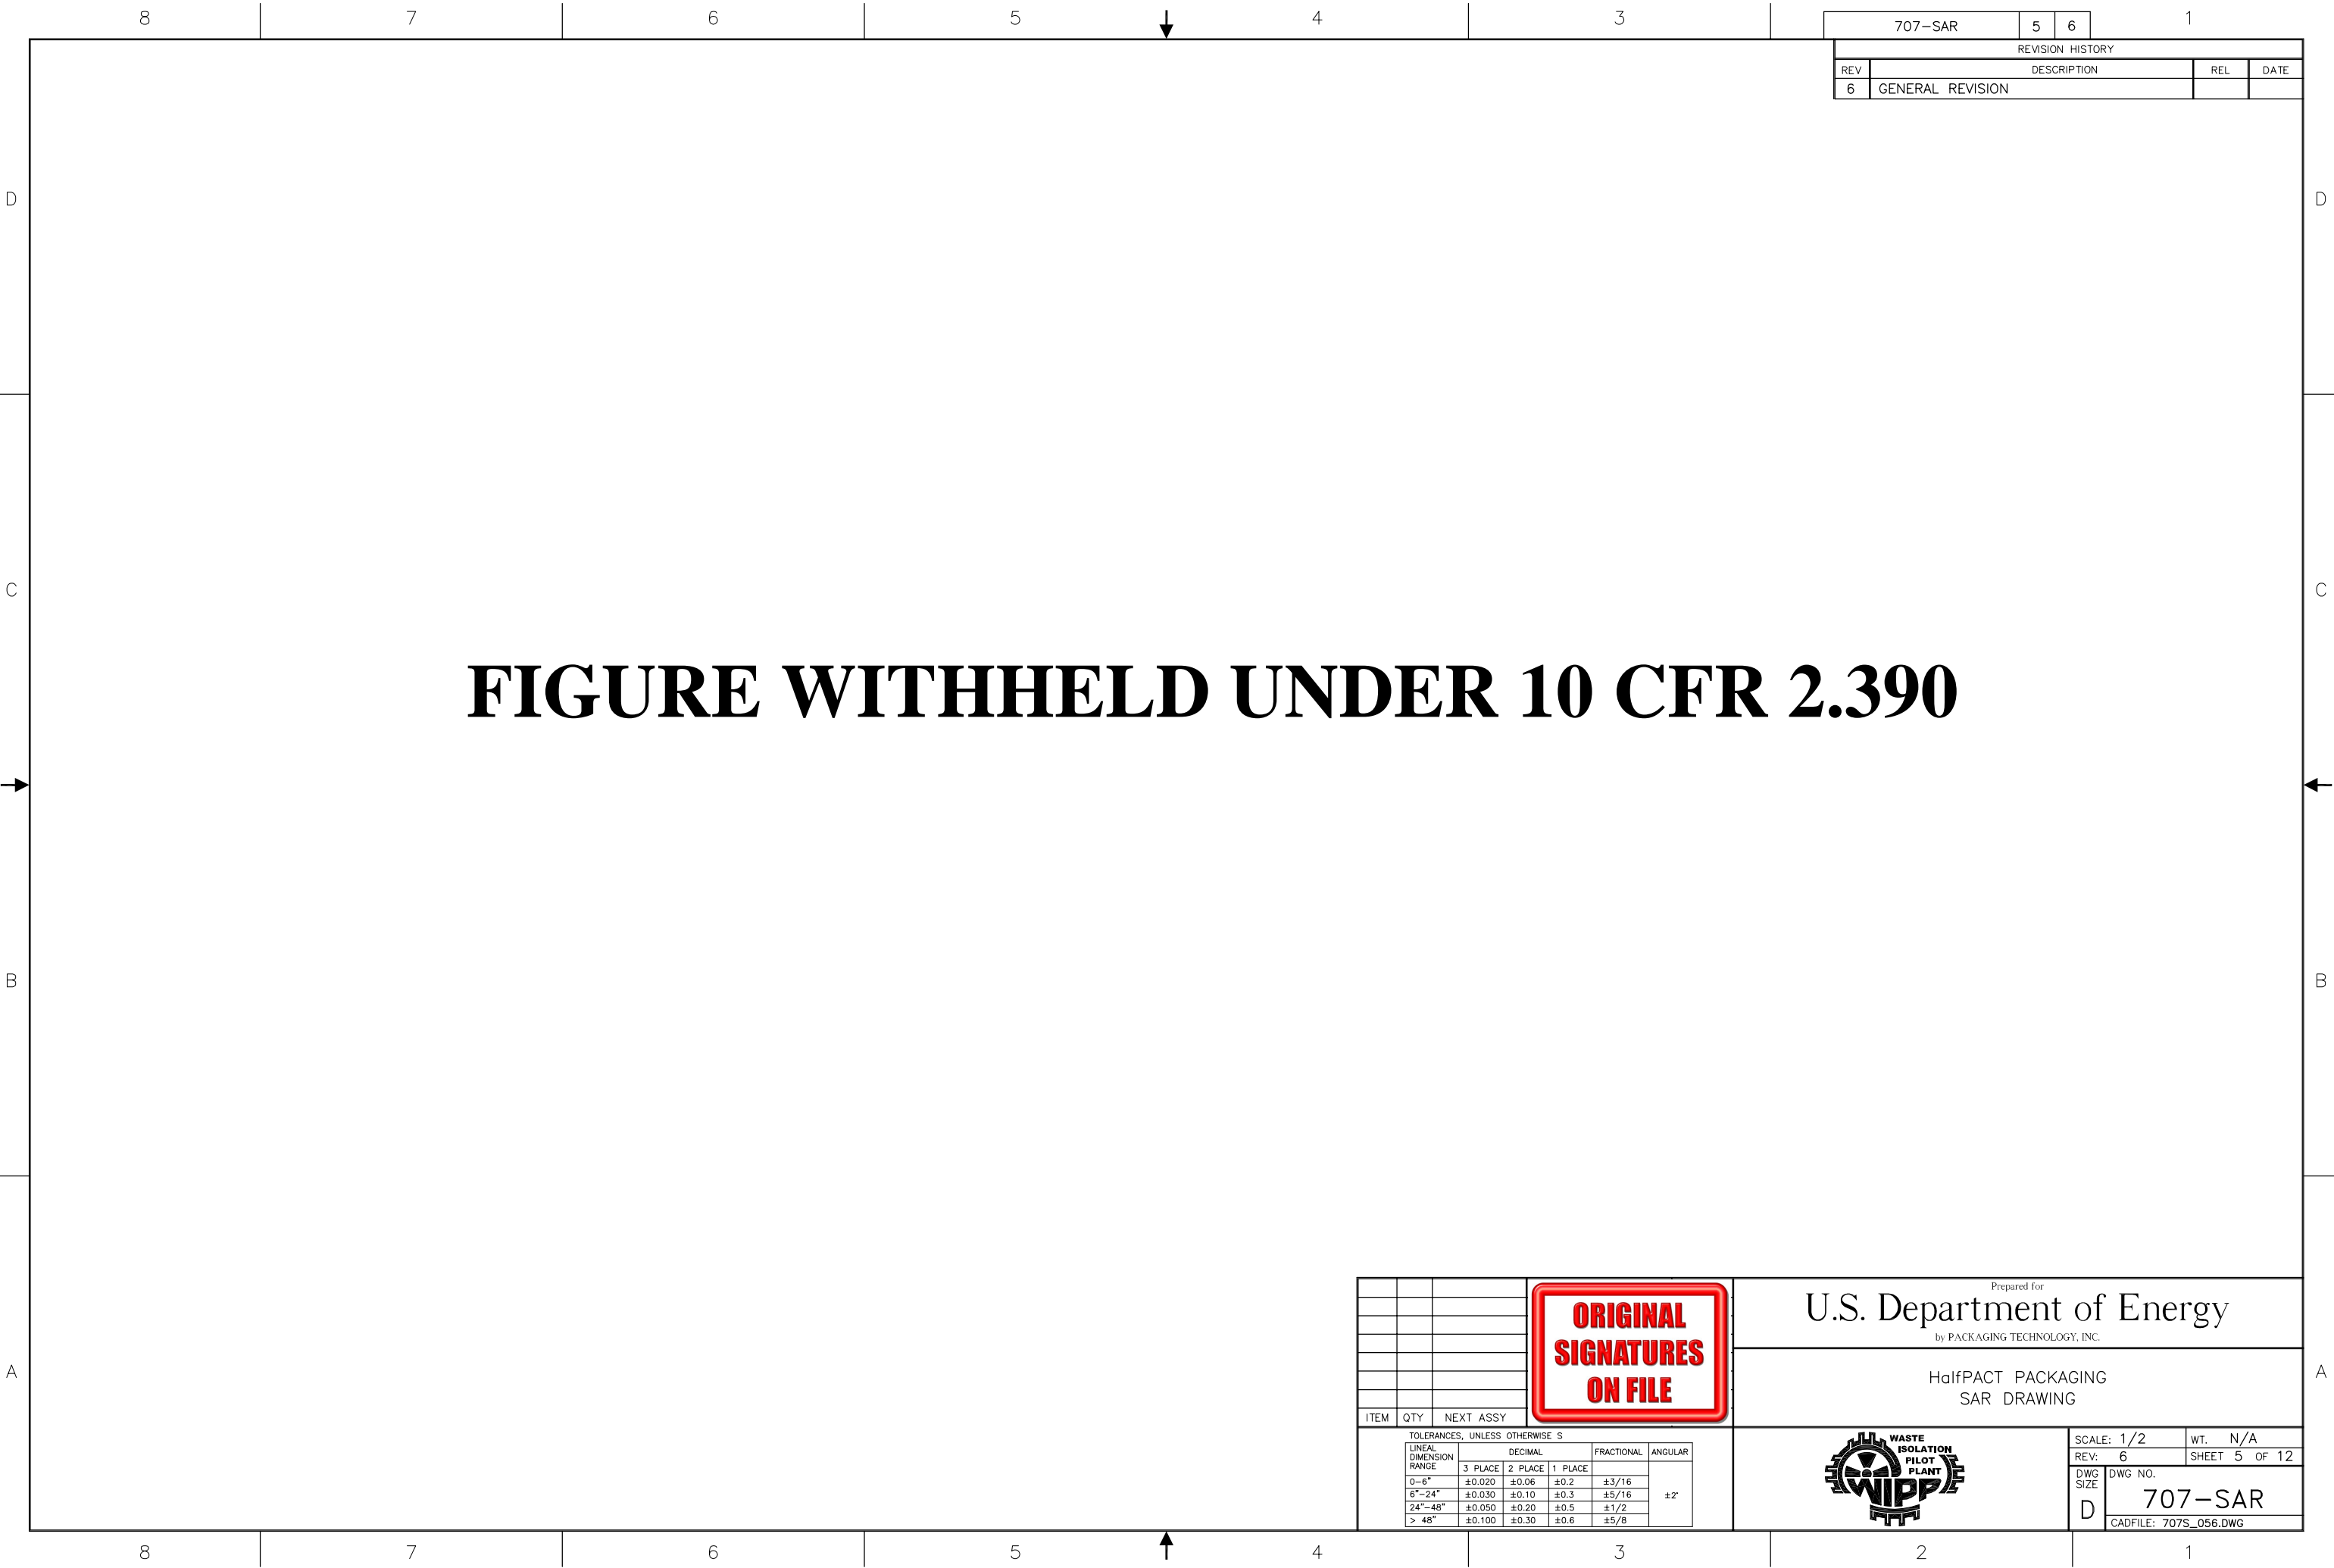 8 7 6 5 4 3 1
707-SAR 5 6
REVISION HISTORY
REV DESCRIPTION REL DATE
6 GENERAL REVISION
D D
C C
FIGURE WITHHELD UNDER 10 CFR 2.390
B B
A A
ITEM QTY NEXT ASSY
ORIGINAL
SIGNATURES
ON FILE
Prepared for
U.S. Department of Energy
by PACKAGING TECHNOLOGY, INC.
HalfPACT PACKAGING
SAR DRAWING
TOLERANCES, UNLESS OTHERWISE S
LINEAL
DIMENSION
RANGE
DECIMAL FRACTIONAL ANGULAR
3 PLACE 2 PLACE 1 PLACE
0-6" ±0.020 ±0.06 ±0.2 ±3/16
6"-24" ±0.030 ±0.10 ±0.3 ±5/16
24"-48" ±0.050 ±0.20 ±0.5 ±1/2
> 48" ±0.100 ±0.30 ±0.6 ±5/8
±2°
WASTE
ISOLATION
PILOT
PLANT
WIPP
SCALE: 1/2 WT. N/A
REV: 6 SHEET 5 OF 12
DWG
SIZE
D
DWG NO.
707-SAR
CADFILE: 707S_056.DWG
8 7 6 5 4 3 2 1